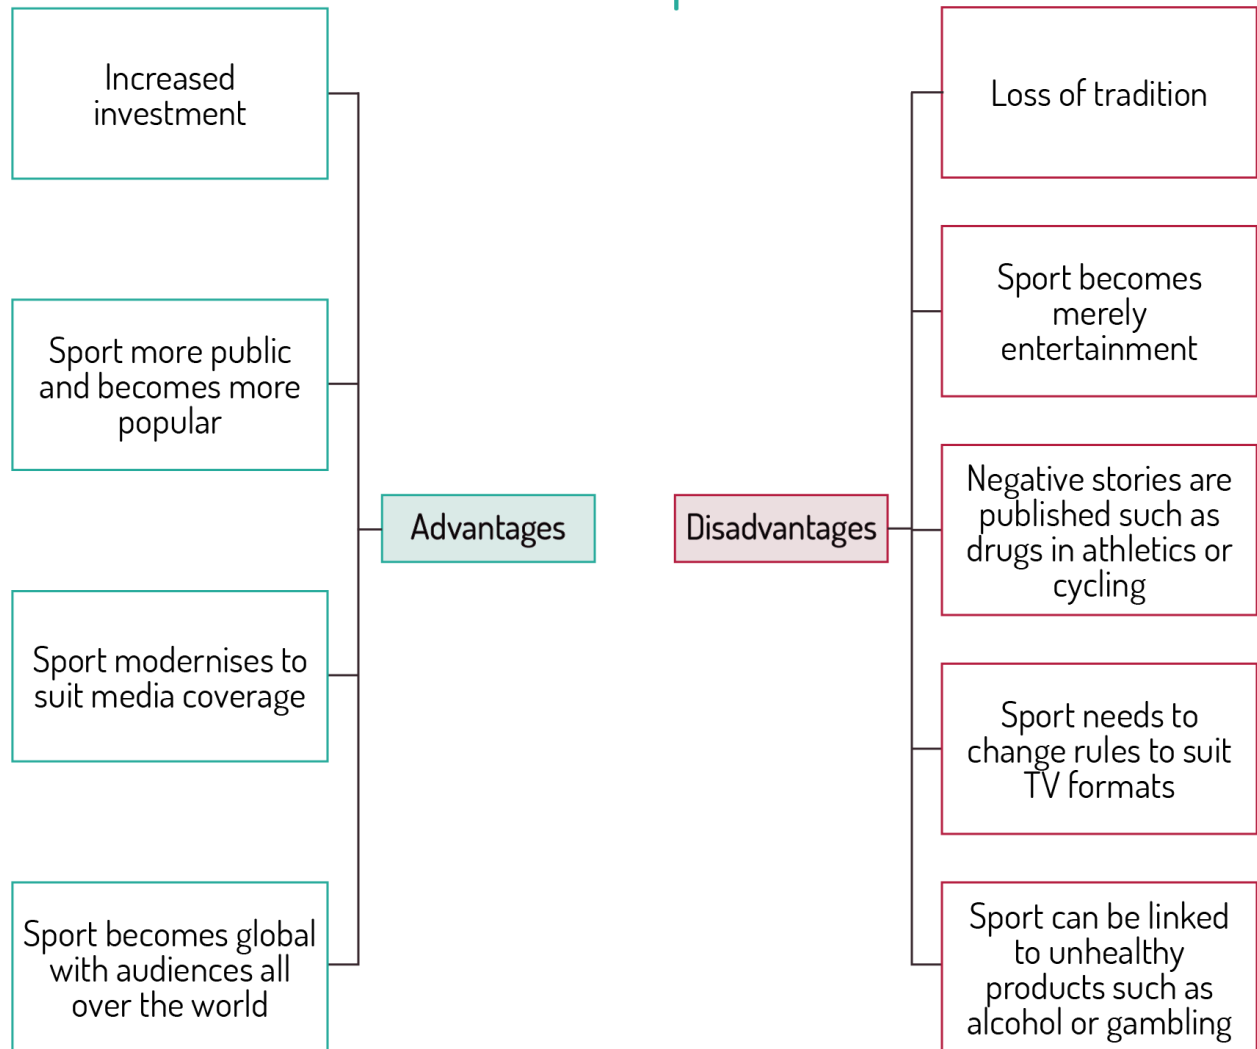 Increased
investment
Sport more public
and becomes more
popular
Sport modernises to
suit media coverage
Sport becomes global
with audiences all
over the world
Advantages
Disadvantages
Loss of tradition
Sport becomes
merely
entertainment
Negative stories are
published such as
drugs in athletics or
cycling
Sport needs to
change rules to suit
TV formats
Sport can be linked
to unhealthy
products such as
alcohol or gambling